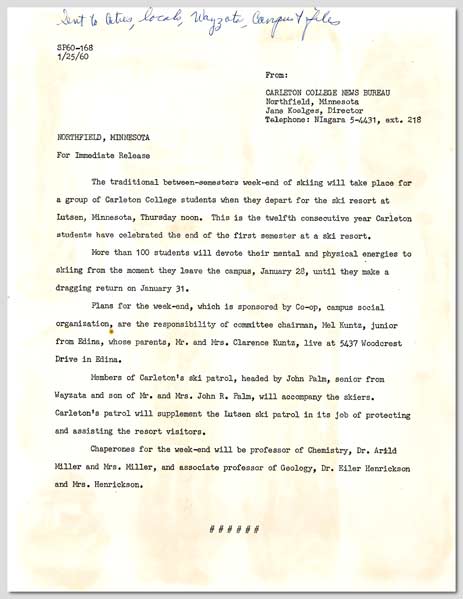 Sent to Cities, locals, Wayzata, Campus & files
SP60-168
1/25/60
From:
CARLETON COLLEGE NEWS BUREAU
Northfield, Minnesota
Jane Koelges, Director
Telephone: NIagara 5-4431, ext. 218
NORTHFIELD, MINNESOTA
For Immediate Release
The traditional between-semesters week-end of skiing will take place for
a group of Carleton College students when they depart for the ski resort at
Lutsen, Minnesota, Thursday noon. This is the twelfth consecutive year Carleton
students have celebrated the end of the first semester at a ski resort.
More than 100 students will devote their mental and physical energies to
skiing from the moment they leave the campus, January 28, until they make a
dragging return on January 31.
Plans for the week-end, which is sponsored by Co-op, campus social
organization, are the responsibility of committee chairman, Mel Kuntz, junior
from Edina, whose parents, Mr. and Mrs. Clarence Kuntz, live at 5437 Woodcrest
Drive in Edina.
Members of Carleton's ski patrol, headed by John Palm, senior from
Wayzata and son of Mr. and Mrs. John R. Palm, will accompany the skiers.
Carleton's patrol will supplement the Lutsen ski patrol in its job of protecting
and assisting the resort visitors.
Chaperones for the week-end will be professor of Chemistry, Dr. Arild
Miller and Mrs. Miller, and associate professor of Geology, Dr. Eiler Henrickson
and Mrs. Henrickson.
# # # # # #